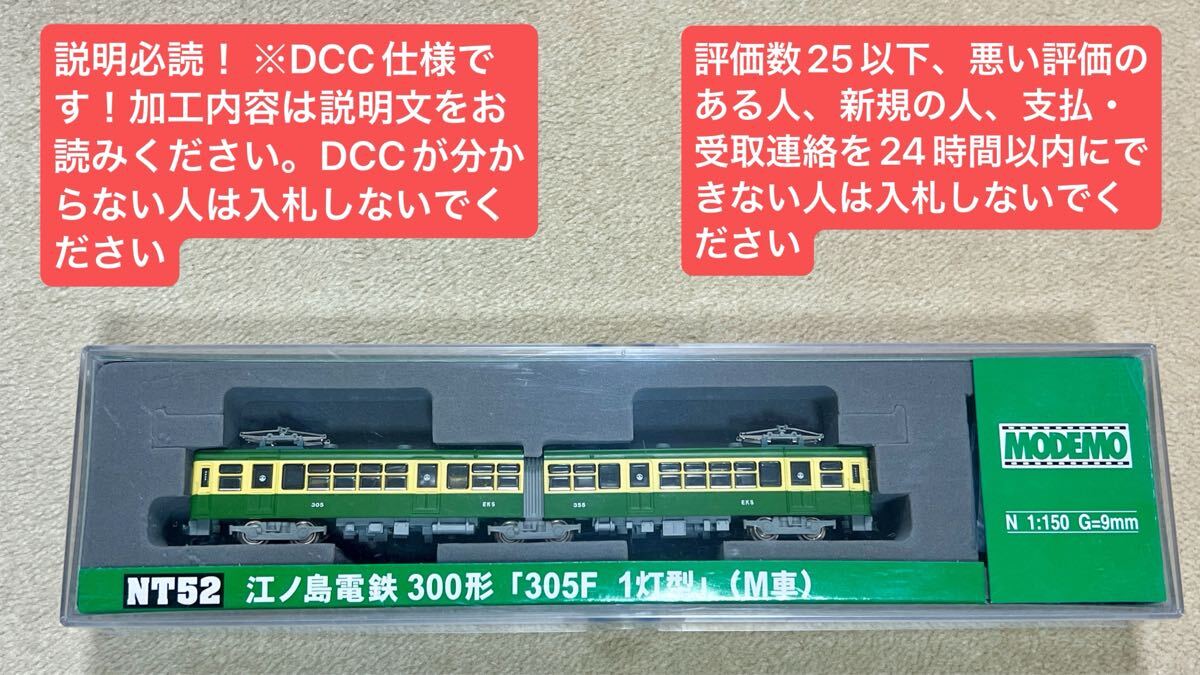 説明必読！ ※DCC仕様で
す！加工内容は説明文をお
読みください。DCCが分か
らない人は入札しないでく
ださい
評価数25以下、悪い評価の
ある人、新規の人、支払・
受取連絡を24時間以内にで
きない人は入札しないでく
ださい
MODEMO
N 1:150 G=9mm
305
EKS
355
EKS
NT52 江ノ島電鉄 300形「305F 1灯型」（M車）